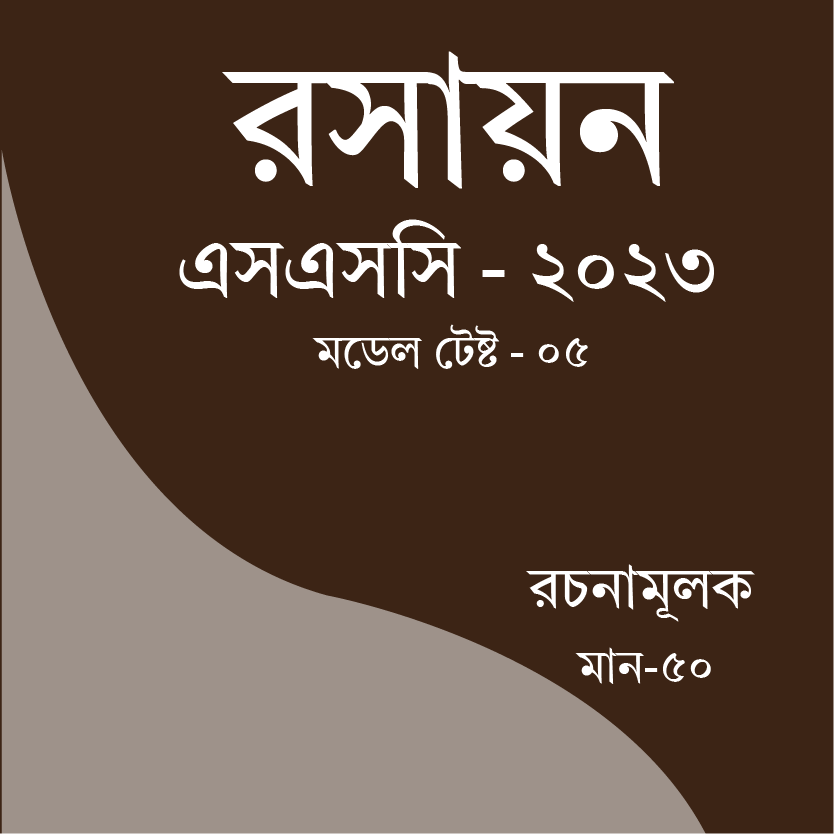 রসায়ন
এসএসসি - ২০২৩
মডেল টেষ্ট - ০৫
রচনামূলক
মান-৫০